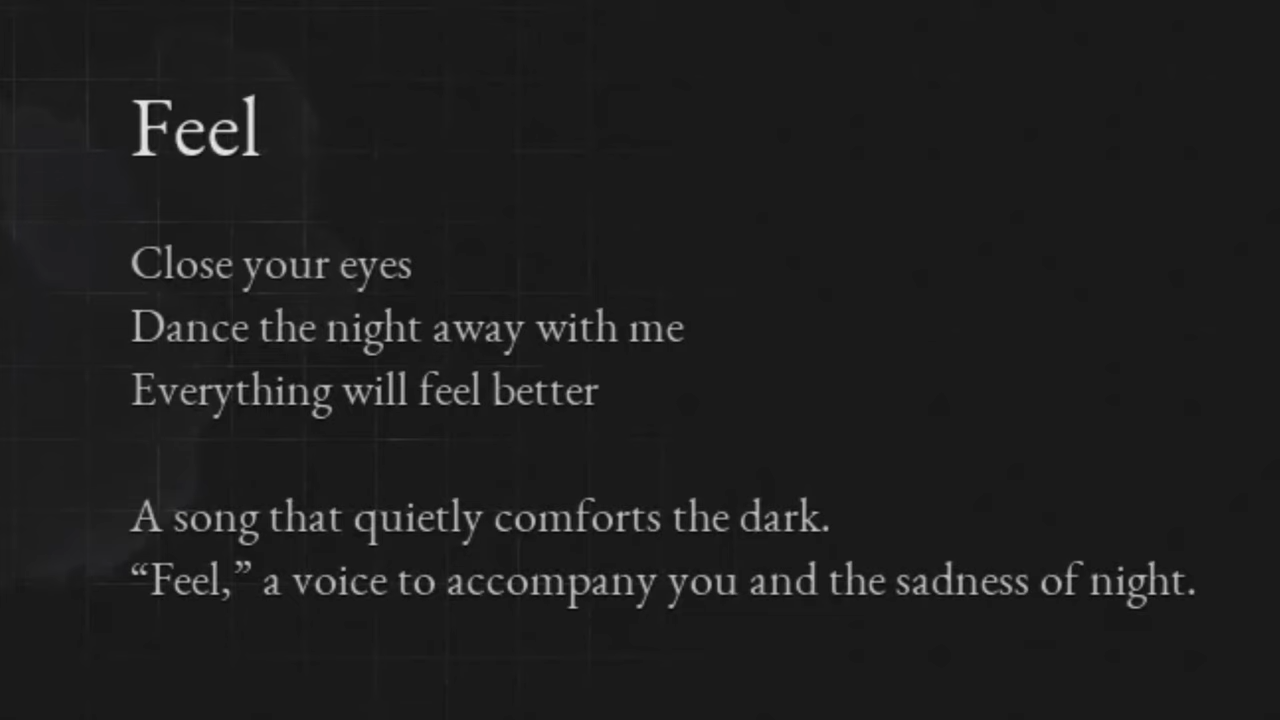 Feel
Close your eyes
Dance the night away with me
Everything will feel better
A song that quietly comforts the dark.
“Feel,” a voice to accompany you and the sadness of night.